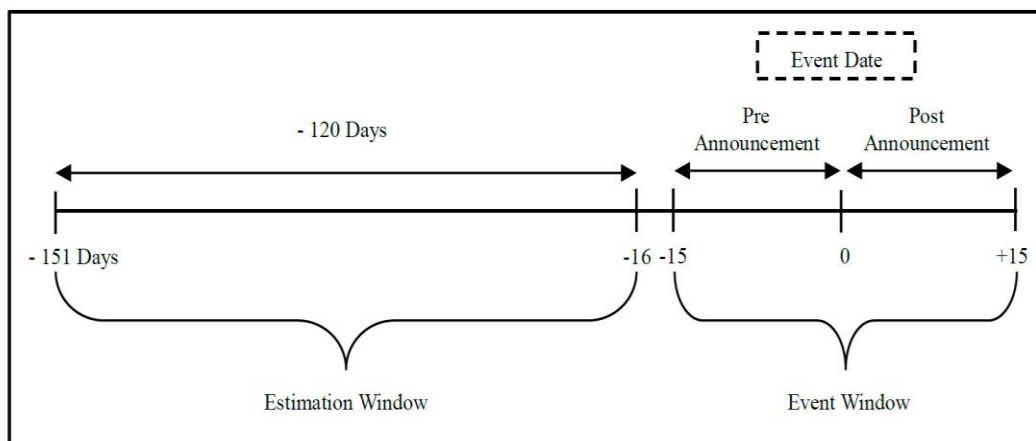 Event Date
Pre
Announcement
Post
Announcement
- 120 Days
- 151 Days
-16
-15
0
+15
Estimation Window
Event Window